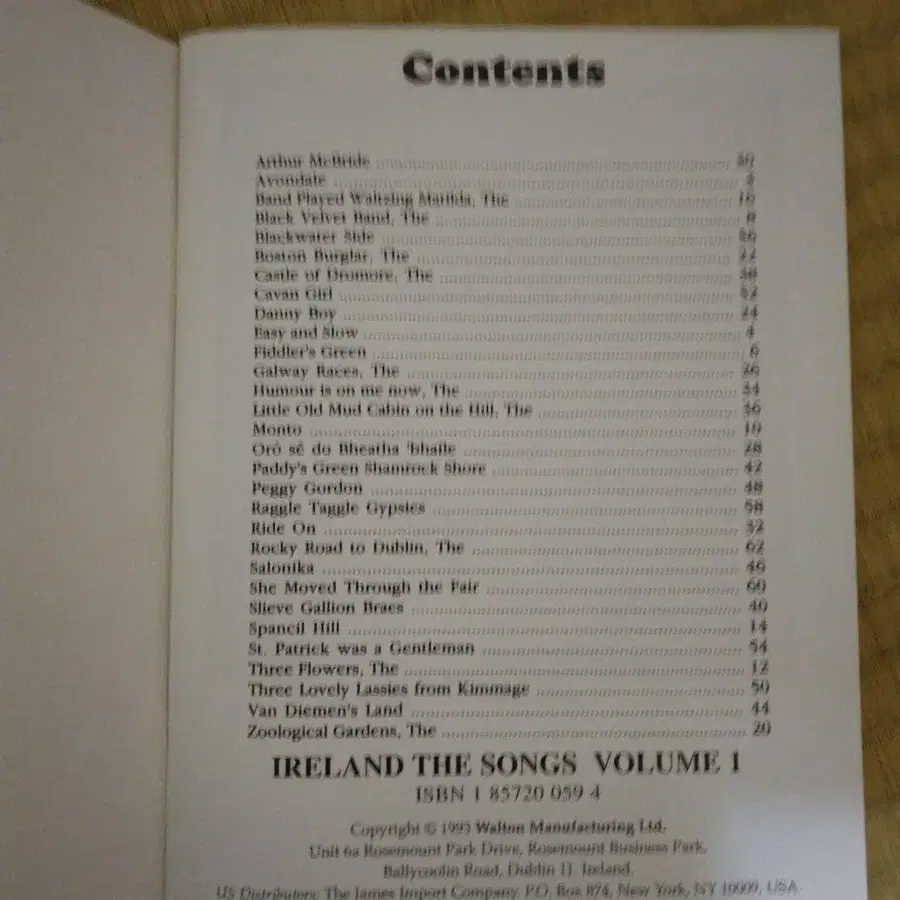 Contents
Arthur McBride
Avondale
Band Played Waltzing Matilda, The 16
Black Velvet Band, The 8
Blackwater Side
Boston Burglar, The 22
Castle of Dromore, The 38
Cavan Girl
Danny Boy 24
Easy and Slow 4
Fiddler's Green 6
Galway Races, The 26
Humour is on me now, The 34
Little Old Mud Cabin on the Hill, The 36
Monto 10
Oró sé do Bheatha 'bhaile 28
Paddy's Green Shamrock Shore 42
Peggy Gordon 48
Raggle Taggle Gypsies 58
Ride On 32
Rocky Road to Dublin, The 62
Salonika 46
She Moved Through the Fair 60
Slieve Gallion Braes 40
Spancil Hill 14
St. Patrick was a Gentleman 54
Three Flowers, The 12
Three Lovely Lassies from Kimmage 50
Van Diemen's Land 44
Zoological Gardens, The 20
IRELAND THE SONGS VOLUME 1
ISBN 1 85720 059 4
Copyright © 1993 Walton Manufacturing Ltd.
Unit 6a Rosemount Park Drive, Rosemount Business Park,
Ballycoolin Road, Dublin 11 Ireland.
US Distributors: The James Import Company, P.O. Box 874, New York, NY 10009, USA